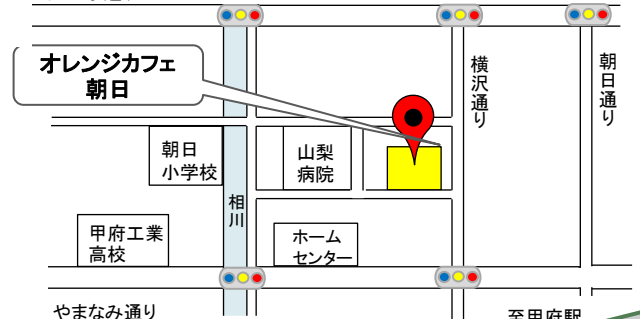 オレンジカフェ
朝日
横沢通り
朝日通り
朝日
小学校
山梨
病院
相川
甲府工業
高校
ホーム
センター
やまなみ通り
至甲府駅